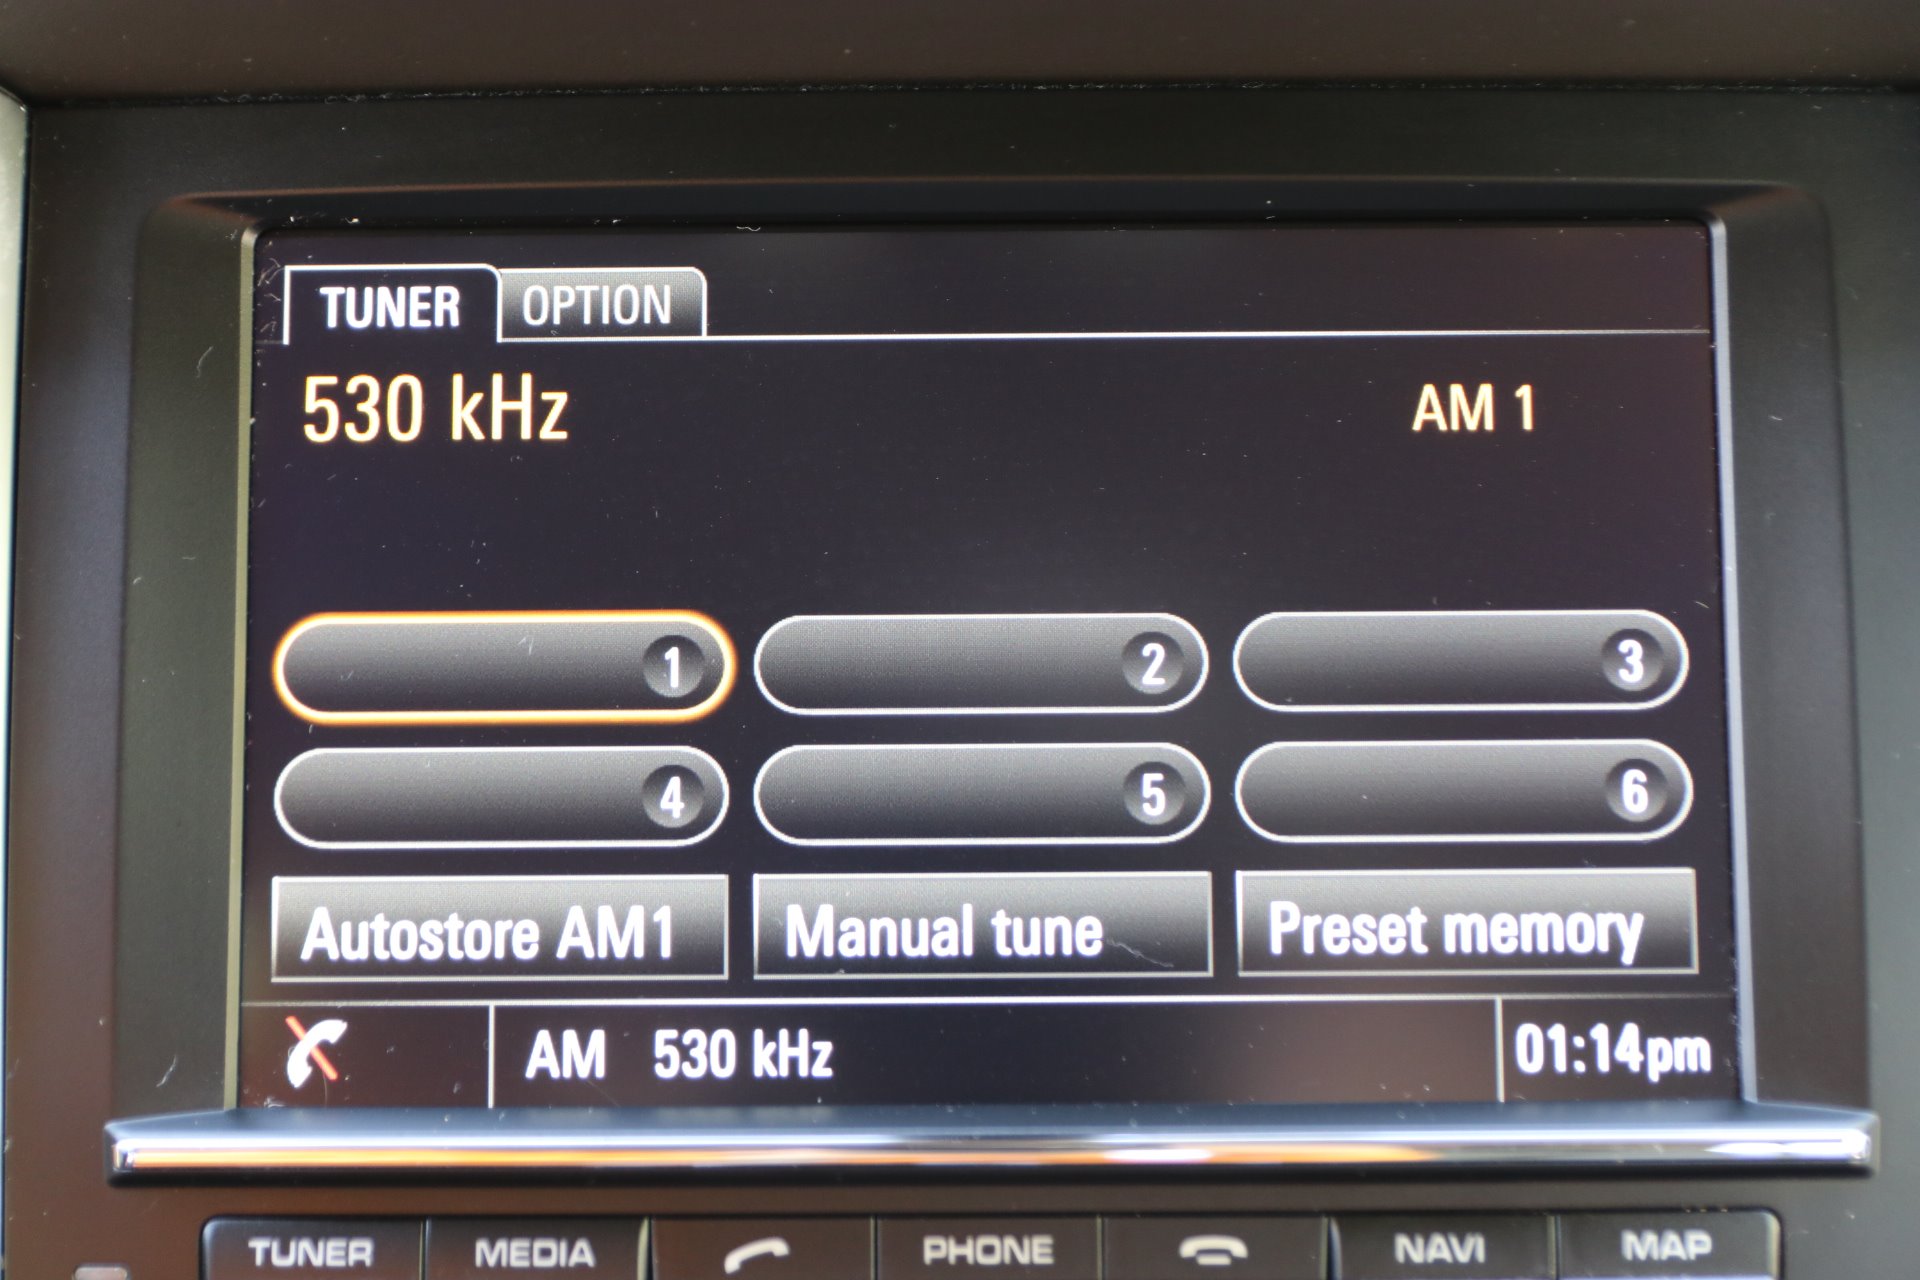 TUNER OPTION
530 kHz AM 1
1 2 3
4 5 6
Autostore AM1 Manual tune Preset memory
AM 530 kHz 01:14pm
TUNER MEDIA PHONE NAVI MAP